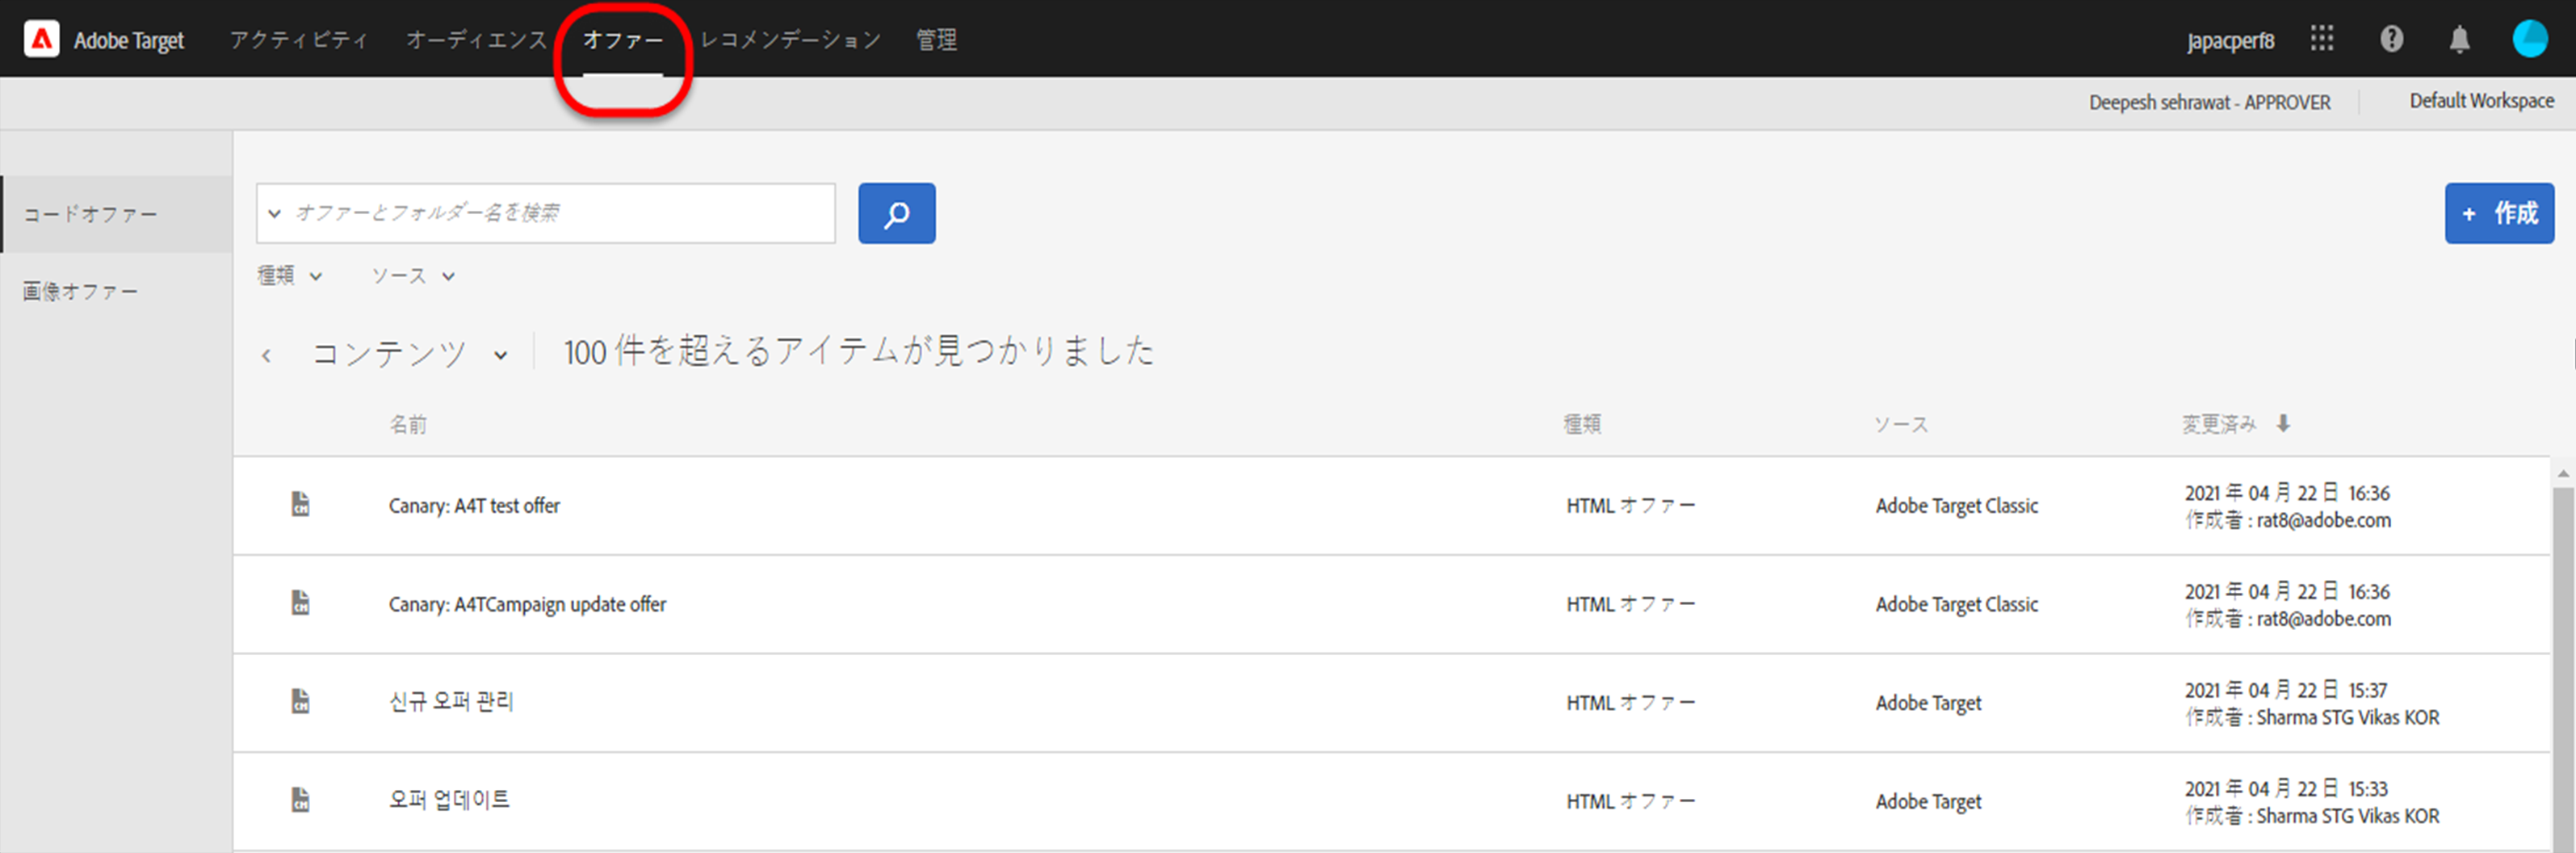 Adobe Target アクティビティ オーディエンス オファー レコメンデーション 管理 Japacperf8
Deepesh sehrawat - APPROVER Default Workspace
コードオファー
画像オファー
オファーとフォルダー名を検索
+ 作成
種類 ソース
コンテンツ 100 件を超えるアイテムが見つかりました
名前 種類 ソース 変更済み
Canary: A4T test offer HTML オファー Adobe Target Classic 2021 年 04 月 22 日 16:36
作成者 : rat8@adobe.com
Canary: A4TCampaign update offer HTML オファー Adobe Target Classic 2021 年 04 月 22 日 16:36
作成者 : rat8@adobe.com
신규 오퍼 관리 HTML オファー Adobe Target 2021 年 04 月 22 日 15:37
作成者 : Sharma STG Vikas KOR
오퍼 업데이트 HTML オファー Adobe Target 2021 年 04 月 22 日 15:33
作成者 : Sharma STG Vikas KOR